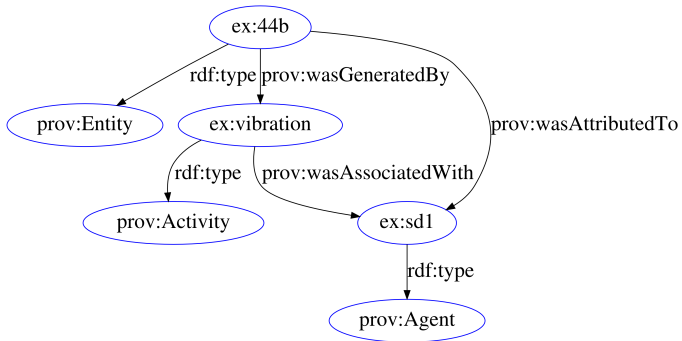 ex:44b
rdf:type
prov:wasGeneratedBy
prov:Entity
ex:vibration
prov:wasAttributedTo
rdf:type
prov:wasAssociatedWith
prov:Activity
ex:sd1
rdf:type
prov:Agent